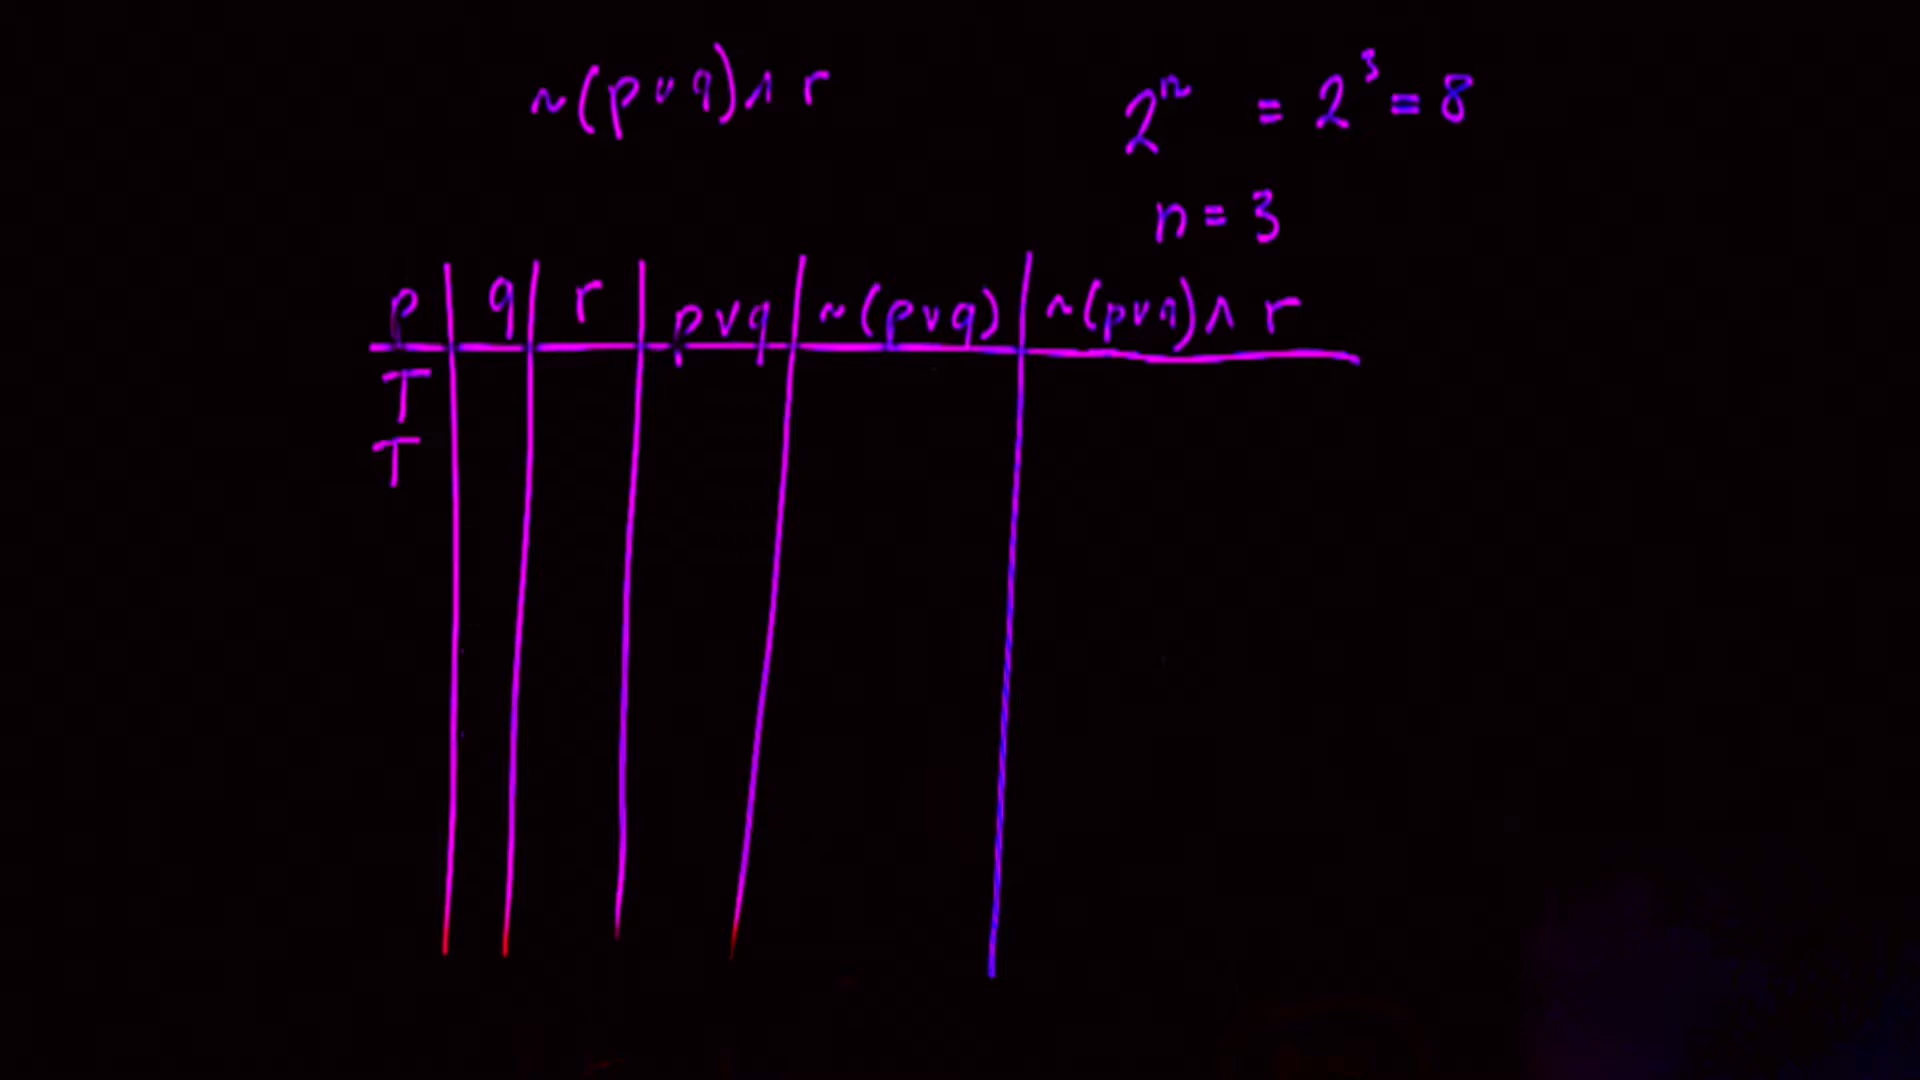 ~(p∨q)∧ r
2ⁿ = 2³ = 8
n = 3
p q r p∨q ~(p∨q) ~(p∨q)∧ r
T
T